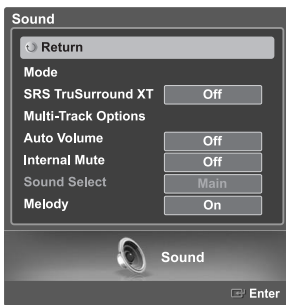 Sound
Return
Mode
SRS TruSurround XT Off
Multi-Track Options
Auto Volume Off
Internal Mute Off
Sound Select Main
Melody On
Sound
Enter